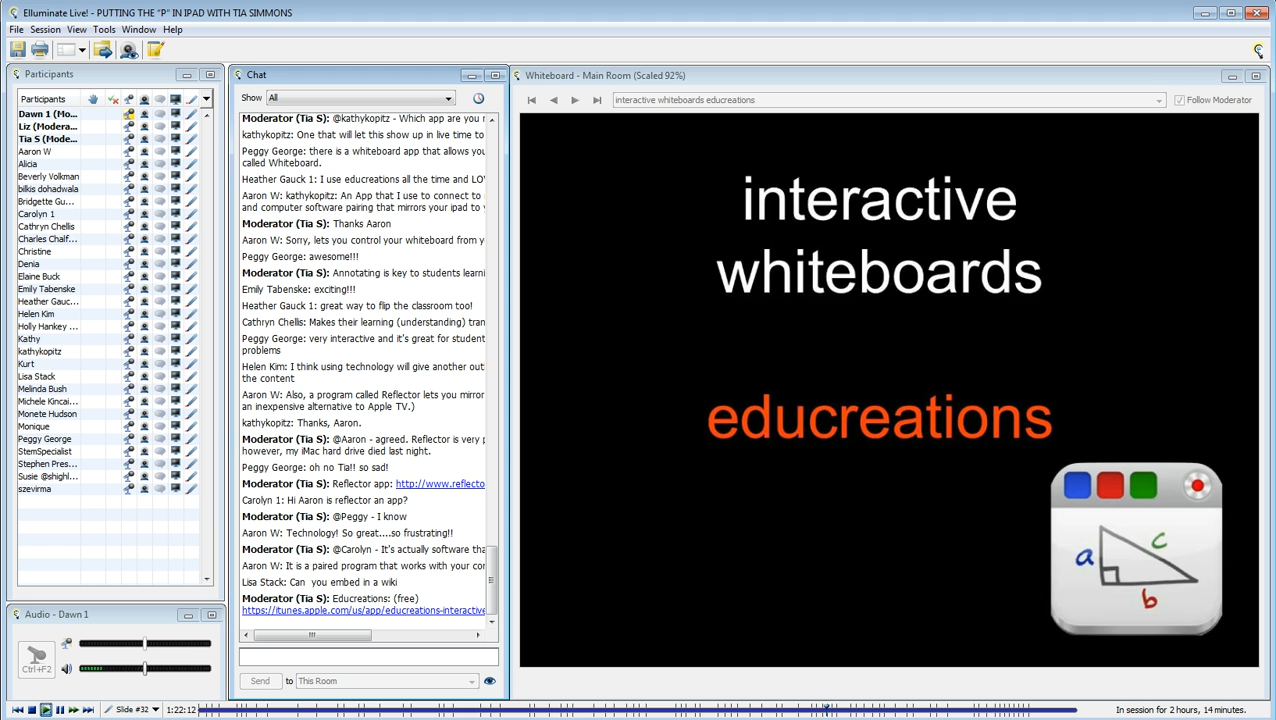 Elluminate Live! - PUTTING THE "P" IN IPAD WITH TIA SIMMONS
File Session View Tools Window Help
Participants
Participants
Dawn 1 (Mo...
Liz (Modera...
Tia S (Mode...
Aaron W
Alicia
Beverly Volkman
bilkis dohadwala
Bridgette Gu...
Carolyn 1
Cathryn Chellis
Charles Chalf...
Christine
Denia
Elaine Buck
Emily Tabenske
Heather Gauc...
Helen Kim
Holly Hankey ...
Kathy
kathykopitz
Kurt
Lisa Stack
Melinda Bush
Michele Kincai...
Monete Hudson
Monique
Peggy George
StemSpecialist
Stephen Pres...
Susie @shighl...
szevirma
Audio - Dawn 1
Ctrl+F2
Chat
Show All
Moderator (Tia S): @kathykopitz - Which app are you r
kathykopitz: One that will let this show up in live time to
Peggy George: there is a whiteboard app that allows you
called Whiteboard.
Heather Gauck 1: I use educreations all the time and LO
Aaron W: kathykopitz: An App that I use to connect to
and computer software pairing that mirrors your ipad to
Moderator (Tia S): Thanks Aaron
Aaron W: Sorry, lets you control your whiteboard from y
Peggy George: awesome!!!
Moderator (Tia S): Annotating is key to students learni
Emily Tabenske: exciting!!!
Heather Gauck 1: great way to flip the classroom too!
Cathryn Chellis: Makes their learning (understanding) tran
Peggy George: very interactive and it's great for student
problems
Helen Kim: I think using technology will give another out
the content
Aaron W: Also, a program called Reflector lets you mirror
an inexpensive alternative to Apple TV.)
kathykopitz: Thanks, Aaron.
Moderator (Tia S): @Aaron - agreed. Reflector is very p
however, my iMac hard drive died last night.
Peggy George: oh no Tia!! so sad!
Moderator (Tia S): Reflector app: http://www.reflecto
Carolyn 1: Hi Aaron is reflector an app?
Moderator (Tia S): @Peggy - I know
Aaron W: Technology! So great....so frustrating!!
Moderator (Tia S): @Carolyn - It's actually software tha
Aaron W: It is a paired program that works with your co
Lisa Stack: Can you embed in a wiki
Moderator (Tia S): Educreations: (free)
https://itunes.apple.com/us/app/educreations-interactive
Send to This Room
Whiteboard - Main Room (Scaled 92%)
interactive whiteboards educreations Follow Moderator
interactive
whiteboards
educreations
a c
b
Slide #32 1:22:12 In session for 2 hours, 14 minutes.